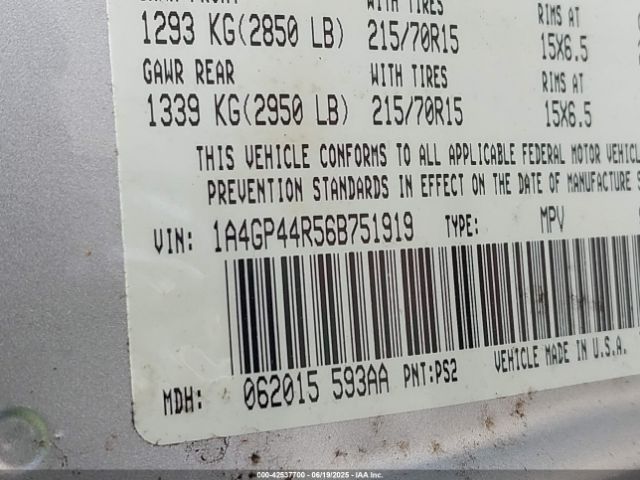 WITH TIRES RIMS AT
1293 KG(2850 LB) 215/70R15 15X6.5
GAWR REAR WITH TIRES RIMS AT
1339 KG(2950 LB) 215/70R15 15X6.5
THIS VEHICLE CONFORMS TO ALL APPLICABLE FEDERAL MOTOR
PREVENTION STANDARDS IN EFFECT ON THE DATE OF MANUFACTURE
VIN: 1A4GP44R56B751919 TYPE: MPV
VEHICLE MADE IN U.S.A.
MDH: 062015 593AA PNT:PS2
000-42537700 - 06/19/2025 - IAA Inc.